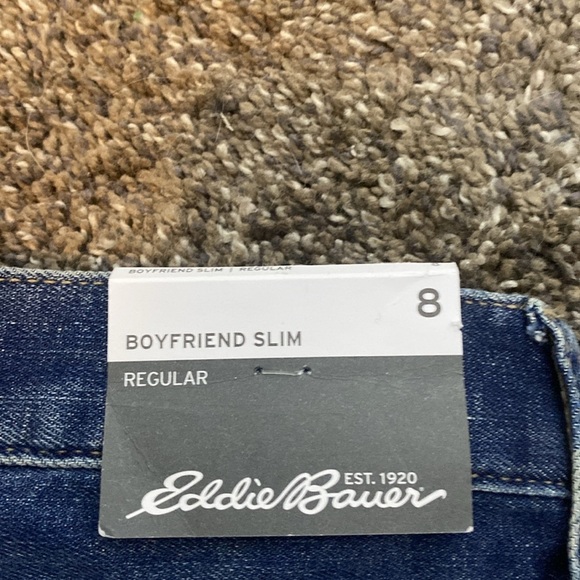 BOYFRIEND SLIM | REGULAR
8
BOYFRIEND SLIM
REGULAR
EST. 1920
Eddie Bauer